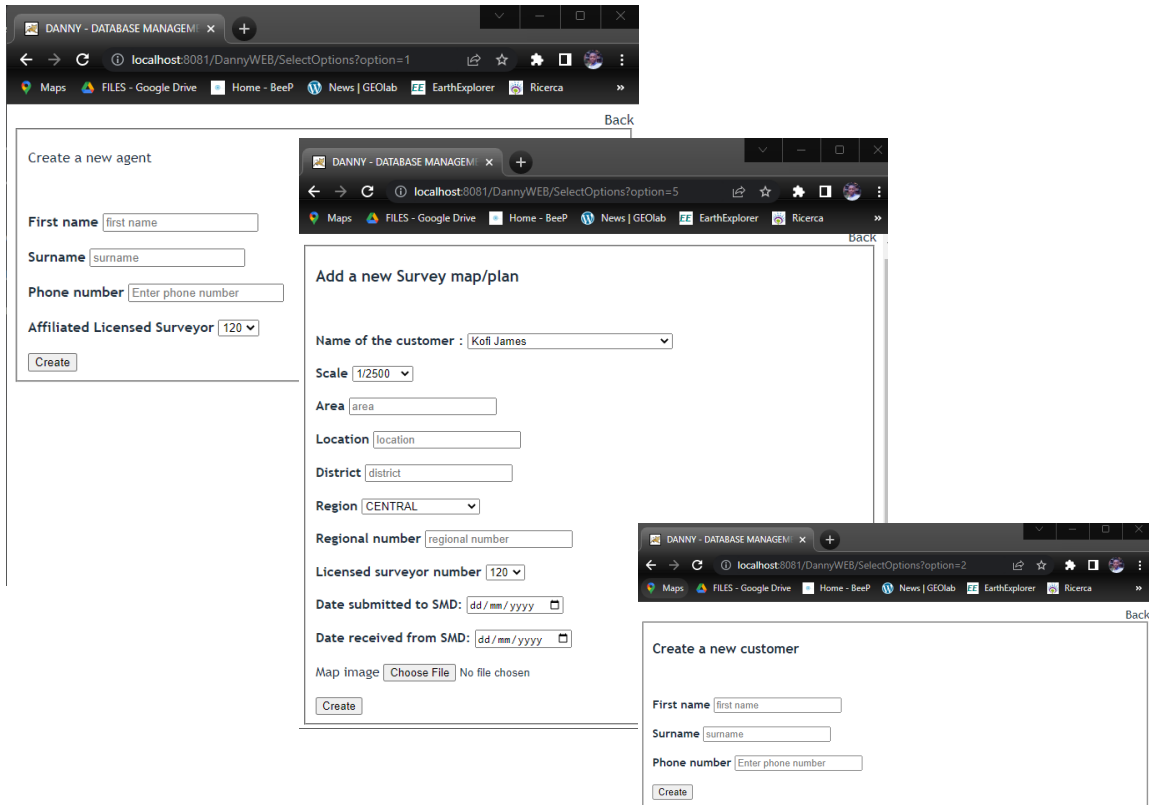 DANNY - DATABASE MANAGEME
localhost:8081/DannyWEB/SelectOptions?option=1
Maps FILES - Google Drive Home - BeeP News | GEOlab EE EarthExplorer Ricerca »
Back
Create a new agent
First name first name
Surname surname
Phone number Enter phone number
Affiliated Licensed Surveyor 120
Create
DANNY - DATABASE MANAGEME
localhost:8081/DannyWEB/SelectOptions?option=5
Maps FILES - Google Drive Home - BeeP News | GEOlab EE EarthExplorer Ricerca »
Back
Add a new Survey map/plan
Name of the customer : Kofi James
Scale 1/2500
Area area
Location location
District district
Region CENTRAL
Regional number regional number
Licensed surveyor number 120
Date submitted to SMD: dd/mm/yyyy
Date received from SMD: dd/mm/yyyy
Map image Choose File No file chosen
Create
DANNY - DATABASE MANAGEME
localhost:8081/DannyWEB/SelectOptions?option=2
Maps FILES - Google Drive Home - BeeP News | GEOlab EE EarthExplorer Ricerca »
Back
Create a new customer
First name first name
Surname surname
Phone number Enter phone number
Create